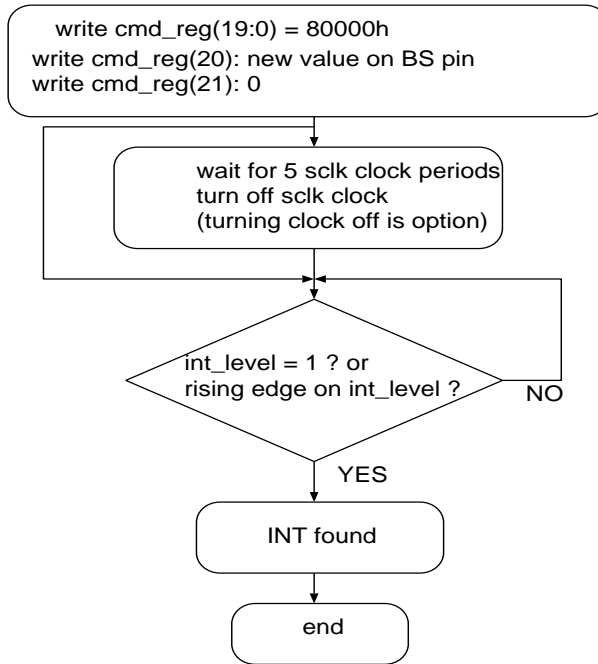 write cmd_reg(19:0) = 80000h
write cmd_reg(20): new value on BS pin
write cmd_reg(21): 0
wait for 5 sclk clock periods
turn off sclk clock
(turning clock off is option)
int_level = 1 ? or
rising edge on int_level ?
NO
YES
INT found
end